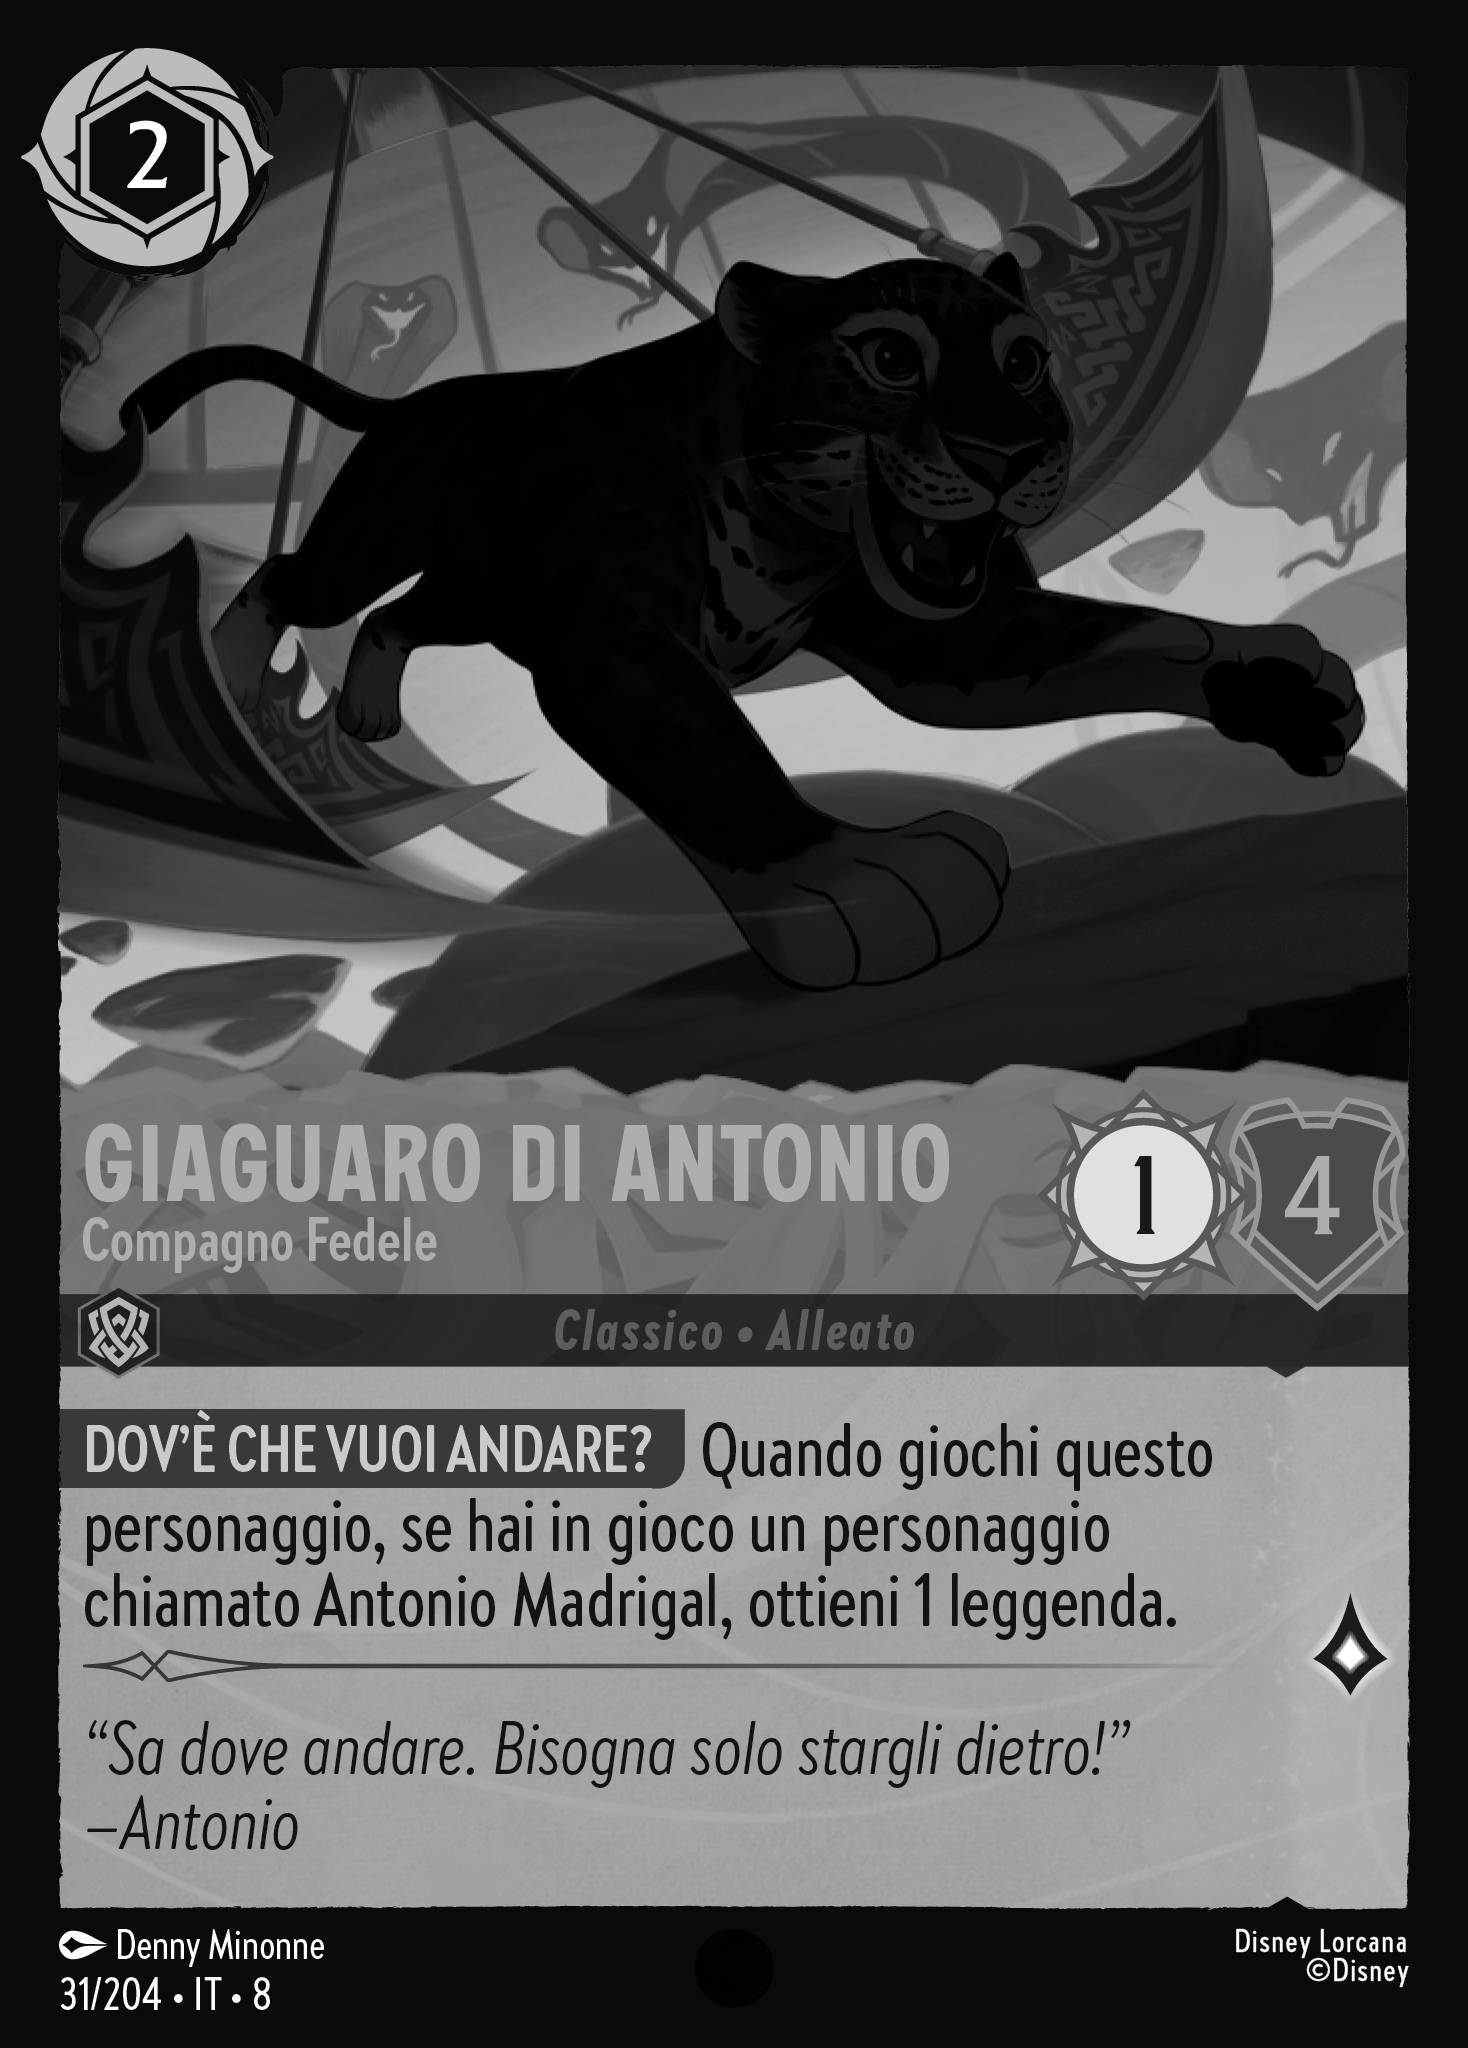 2
GIAGUARO DI ANTONIO
Compagno Fedele
1
4
Classico • Alleato
DOV'È CHE VUOI ANDARE? Quando giochi questo
personaggio, se hai in gioco un personaggio
chiamato Antonio Madrigal, ottieni 1 leggenda.
“Sa dove andare. Bisogna solo stargli dietro!”
–Antonio
Denny Minonne
31/204 • IT • 8
Disney Lorcana
©Disney